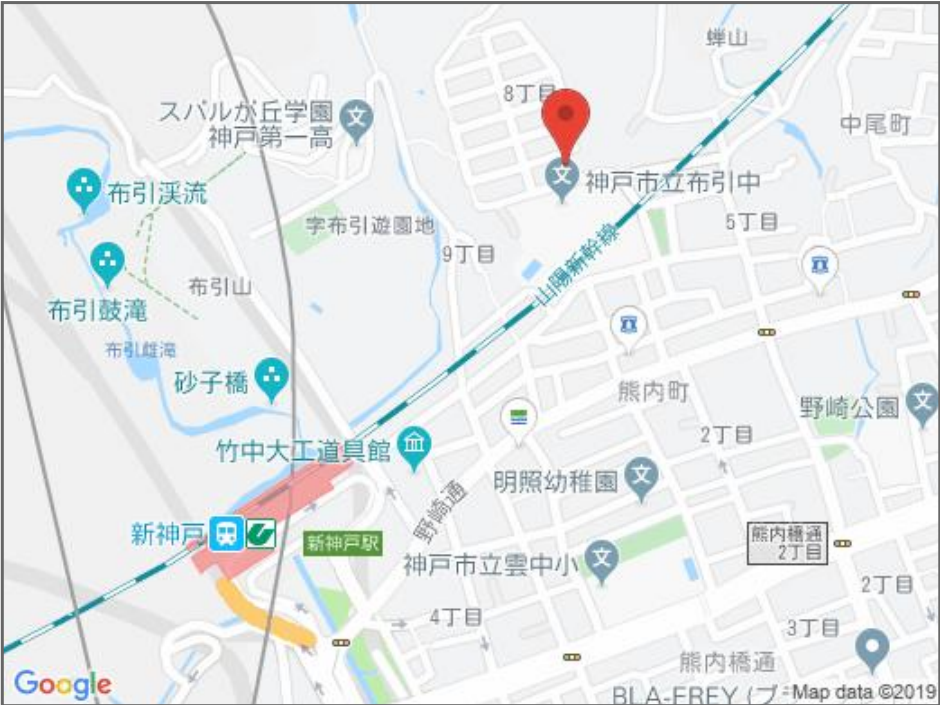 蝉山
8丁目
スバルが丘学園
神戸第一高
中尾町
神戸市立布引中
布引渓流
5丁目
字布引遊園地
9丁目
山陽新幹線
布引山
布引鼓滝
布引雌滝
砂子橋
熊内町
野崎公園
2丁目
竹中大工道具館
明照幼稚園
野崎通
新神戸
新神戸駅
熊内橋通
2丁目
神戸市立雲中小
2丁目
4丁目
3丁目
熊内橋通
BLA-FREY (ブ
Google
Map data ©2019